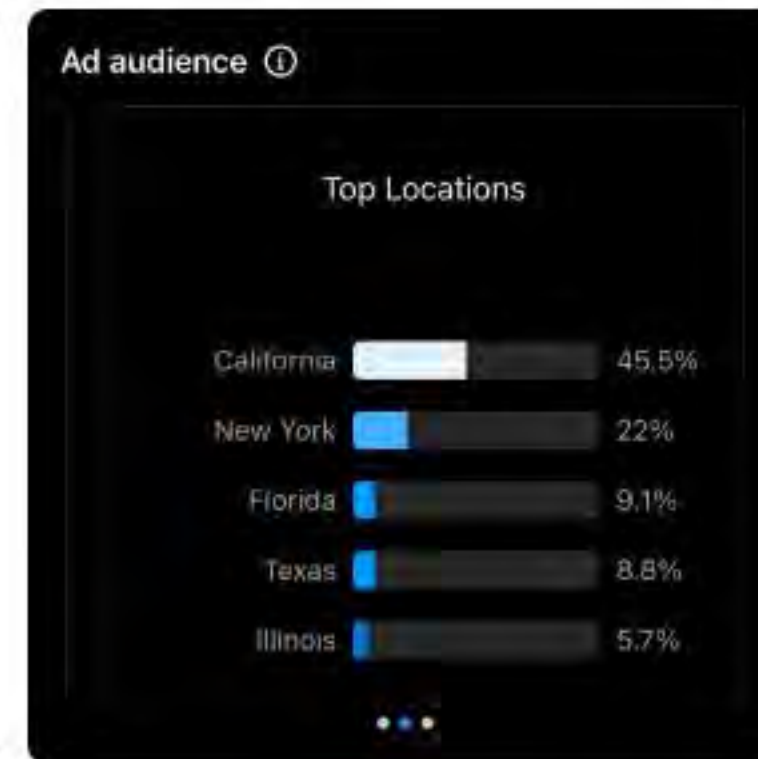 Ad audience
Top Locations
California 45.5%
New York 22%
Florida 9.1%
Texas 8.8%
Illinois 5.7%